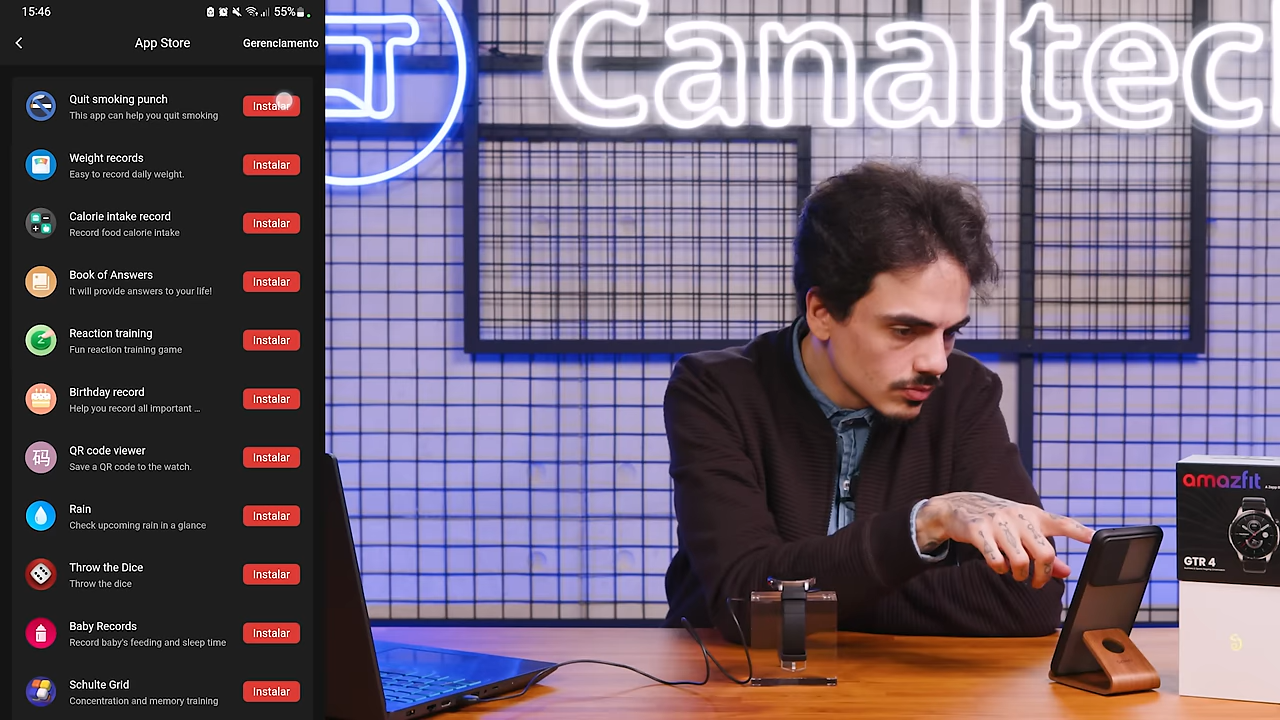 15:46
55%
App Store
Gerenciamento
Quit smoking punch
This app can help you quit smoking
Instalar
Weight records
Easy to record daily weight.
Instalar
Calorie intake record
Record food calorie intake
Instalar
Book of Answers
It will provide answers to your life!
Instalar
Reaction training
Fun reaction training game
Instalar
Birthday record
Help you record all important ...
Instalar
码
QR code viewer
Save a QR code to the watch.
Instalar
Rain
Check upcoming rain in a glance
Instalar
Throw the Dice
Throw the dice
Instalar
Baby Records
Record baby's feeding and sleep time
Instalar
Schulte Grid
Concentration and memory training
Instalar
Canaltec
amazfit
GTR 4